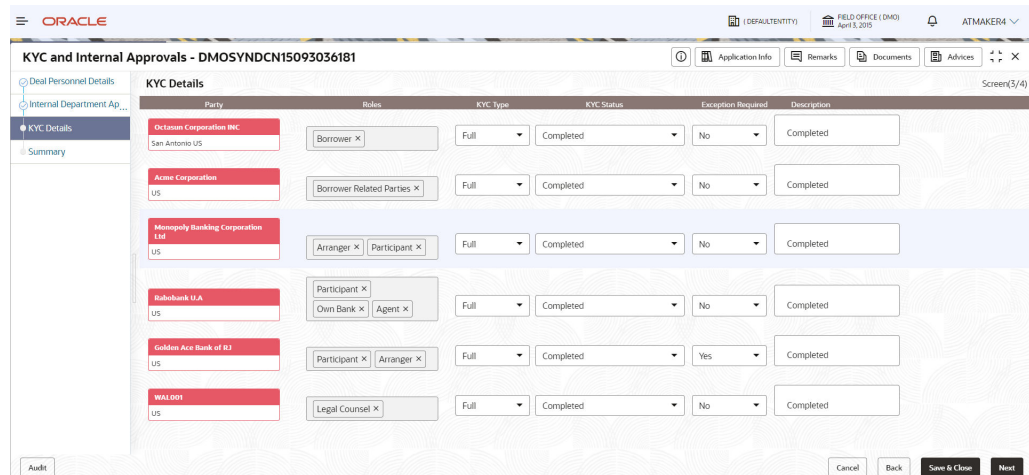 ORACLE
(DEFAULTENTITY)
FIELD OFFICE ( DMO)
April 3, 2015
ATMAKER4
KYC and Internal Approvals - DMOSYNDCN15093036181
Application Info
Remarks
Documents
Advices
Deal Personnel Details
Internal Department Ap...
KYC Details
Summary
KYC Details
Screen(3/4)
Party Roles KYC Type KYC Status Exception Required Description
Octasun Corporation INC
San Antonio US
Borrower × Full Completed No Completed
Acme Corporation
US
Borrower Related Parties × Full Completed No Completed
Monopoly Banking Corporation
Ltd
US
Arranger × Participant × Full Completed No Completed
Rabobank U.A
US
Participant ×
Own Bank × Agent ×
Full Completed No Completed
Golden Ace Bank of RJ
US
Participant × Arranger × Full Completed Yes Completed
WAL001
US
Legal Counsel × Full Completed No Completed
Audit Cancel Back Save & Close Next